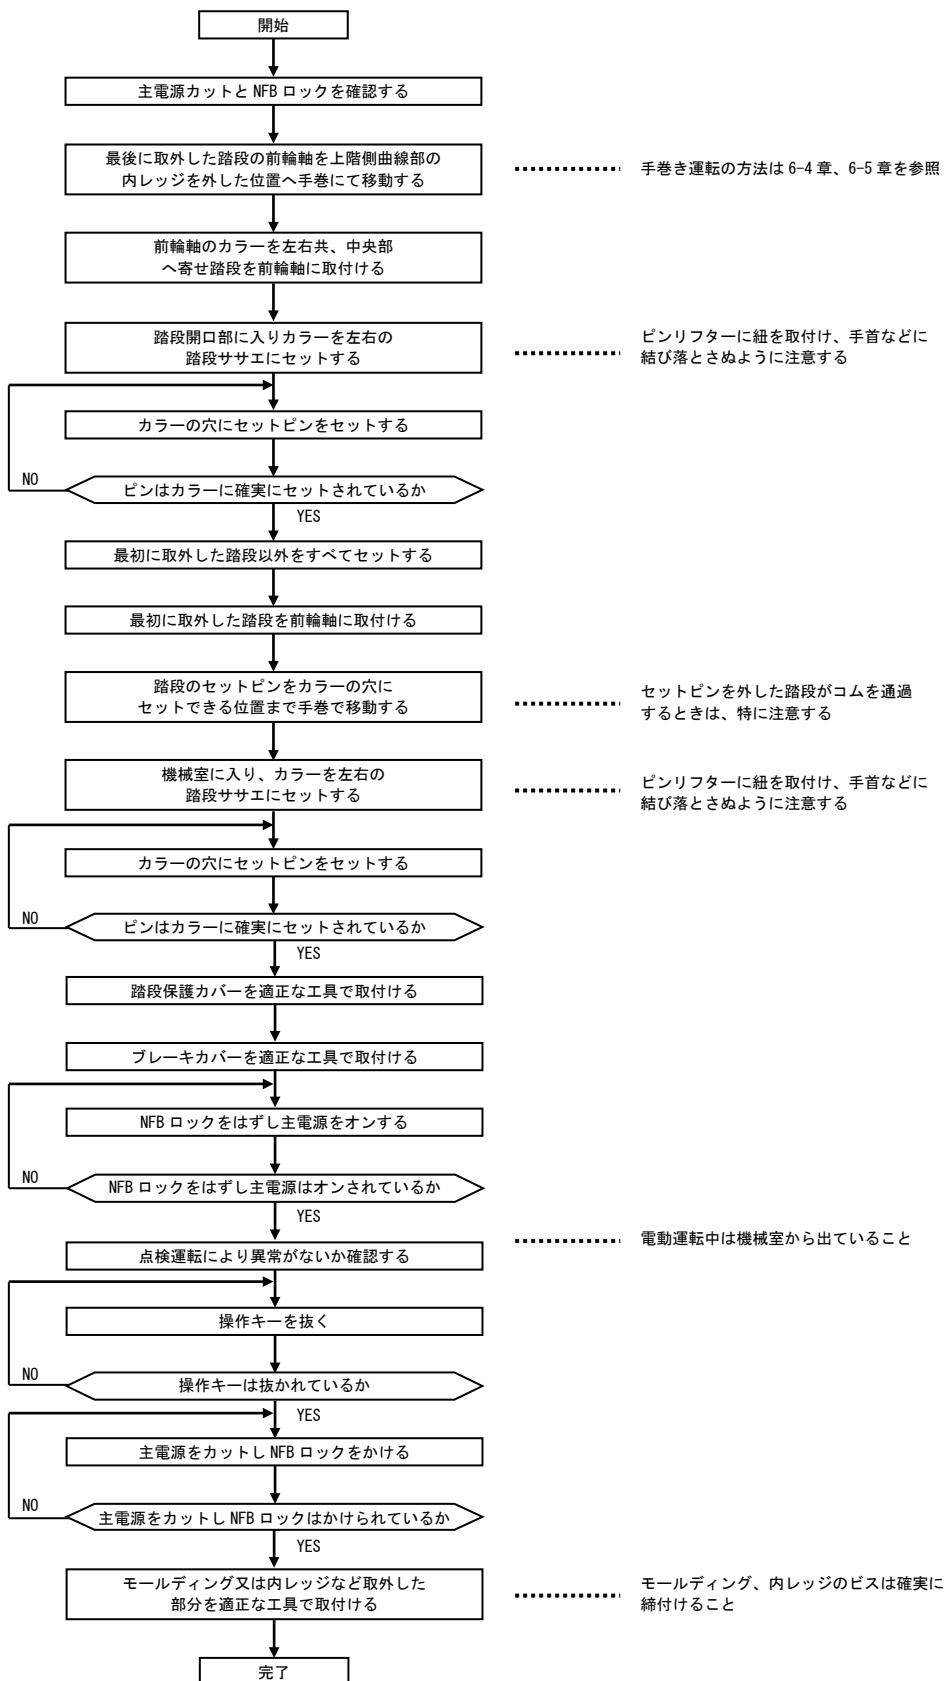 開始
主電源カットと NFB ロックを確認する
最後に取外した踏段の前輪軸を上階側曲線部の
内レッジを外した位置へ手巻にて移動する
手巻き運転の方法は 6-4 章、6-5 章を参照
前輪軸のカラーを左右共、中央部
へ寄せ踏段を前輪軸に取付ける
踏段開口部に入りカラーを左右の
踏段ササエにセットする
ピンリフターに紐を取付け、手首などに
結び落とさぬように注意する
カラーの穴にセットピンをセットする
NO
ピンはカラーに確実にセットされているか
YES
最初に取外した踏段以外をすべてセットする
最初に取外した踏段を前輪軸に取付ける
踏段のセットピンをカラーの穴に
セットできる位置まで手巻で移動する
セットピンを外した踏段がコムを通過
するときは、特に注意する
機械室に入り、カラーを左右の
踏段ササエにセットする
ピンリフターに紐を取付け、手首などに
結び落とさぬように注意する
カラーの穴にセットピンをセットする
NO
ピンはカラーに確実にセットされているか
YES
踏段保護カバーを適正な工具で取付ける
ブレーキカバーを適正な工具で取付ける
NFB ロックをはずし主電源をオンする
NO
NFB ロックをはずし主電源はオンされているか
YES
点検運転により異常がないか確認する
電動運転中は機械室から出ていること
操作キーを抜く
NO
操作キーは抜かれているか
YES
主電源をカットし NFB ロックをかける
NO
主電源をカットし NFB ロックはかけられているか
YES
モールディング又は内レッジなど取外した
部分を適正な工具で取付ける
モールディング、内レッジのビスは確実に
締付けること
完了